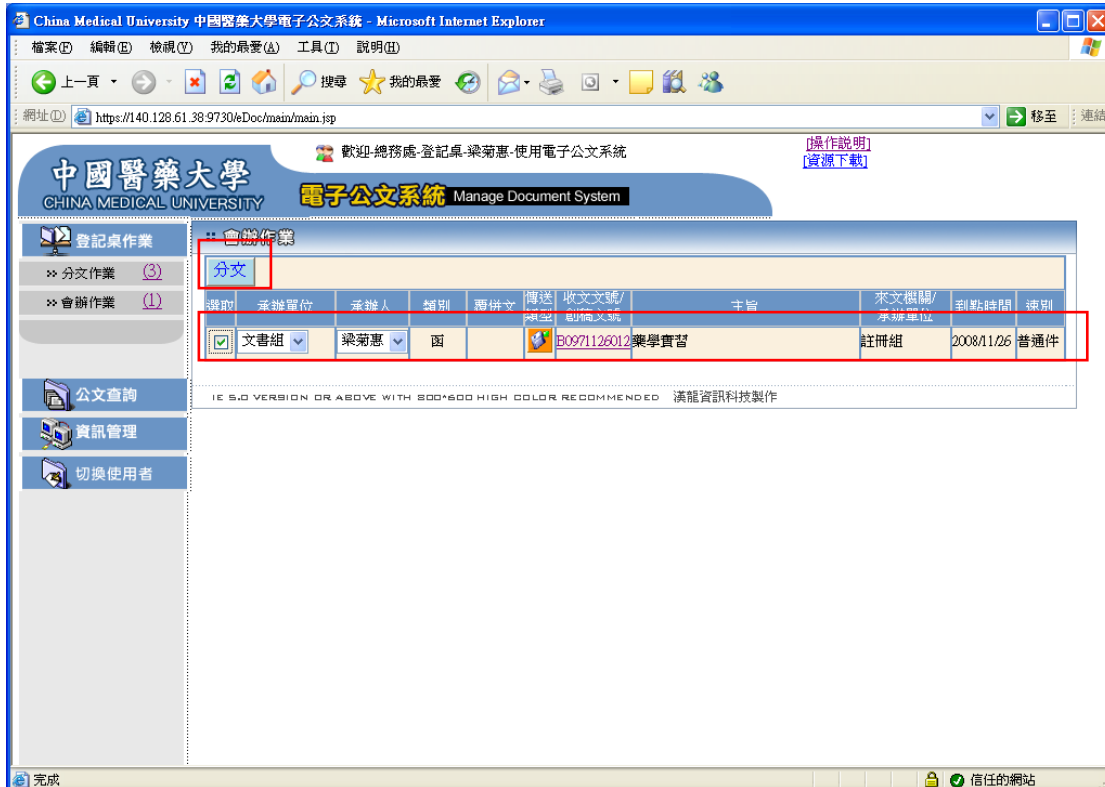 China Medical University 中國醫藥大學電子公文系統 - Microsoft Internet Explorer
檔案(F) 編輯(E) 檢視(V) 我的最愛(A) 工具(T) 說明(H)
上一頁 搜尋 我的最愛
網址(D) https://140.128.61.38:9730/eDoc/main/main.jsp 移至 連結
歡迎-總務處-登記桌-梁菊惠-使用電子公文系統 [操作說明]
[資源下載]
中國醫藥大學
CHINA MEDICAL UNIVERSITY
電子公文系統 Manage Document System
登記桌作業
分文作業 (3)
會辦作業 (1)
公文查詢
資訊管理
切換使用者
會辦作業
分文
選取 承辦單位 承辦人 類別 覆併文 傳送類型 收文文號/創稿文號 主旨 來文機關/承辦單位 到點時間 速別
文書組 梁菊惠 函 B0971126012 藥學實習 註冊組 2008/11/26 普通件
IE 5.0 VERSION OR ABOVE WITH 800*600 HIGH COLOR RECOMMENDED 漢龍資訊科技製作
完成 信任的網站